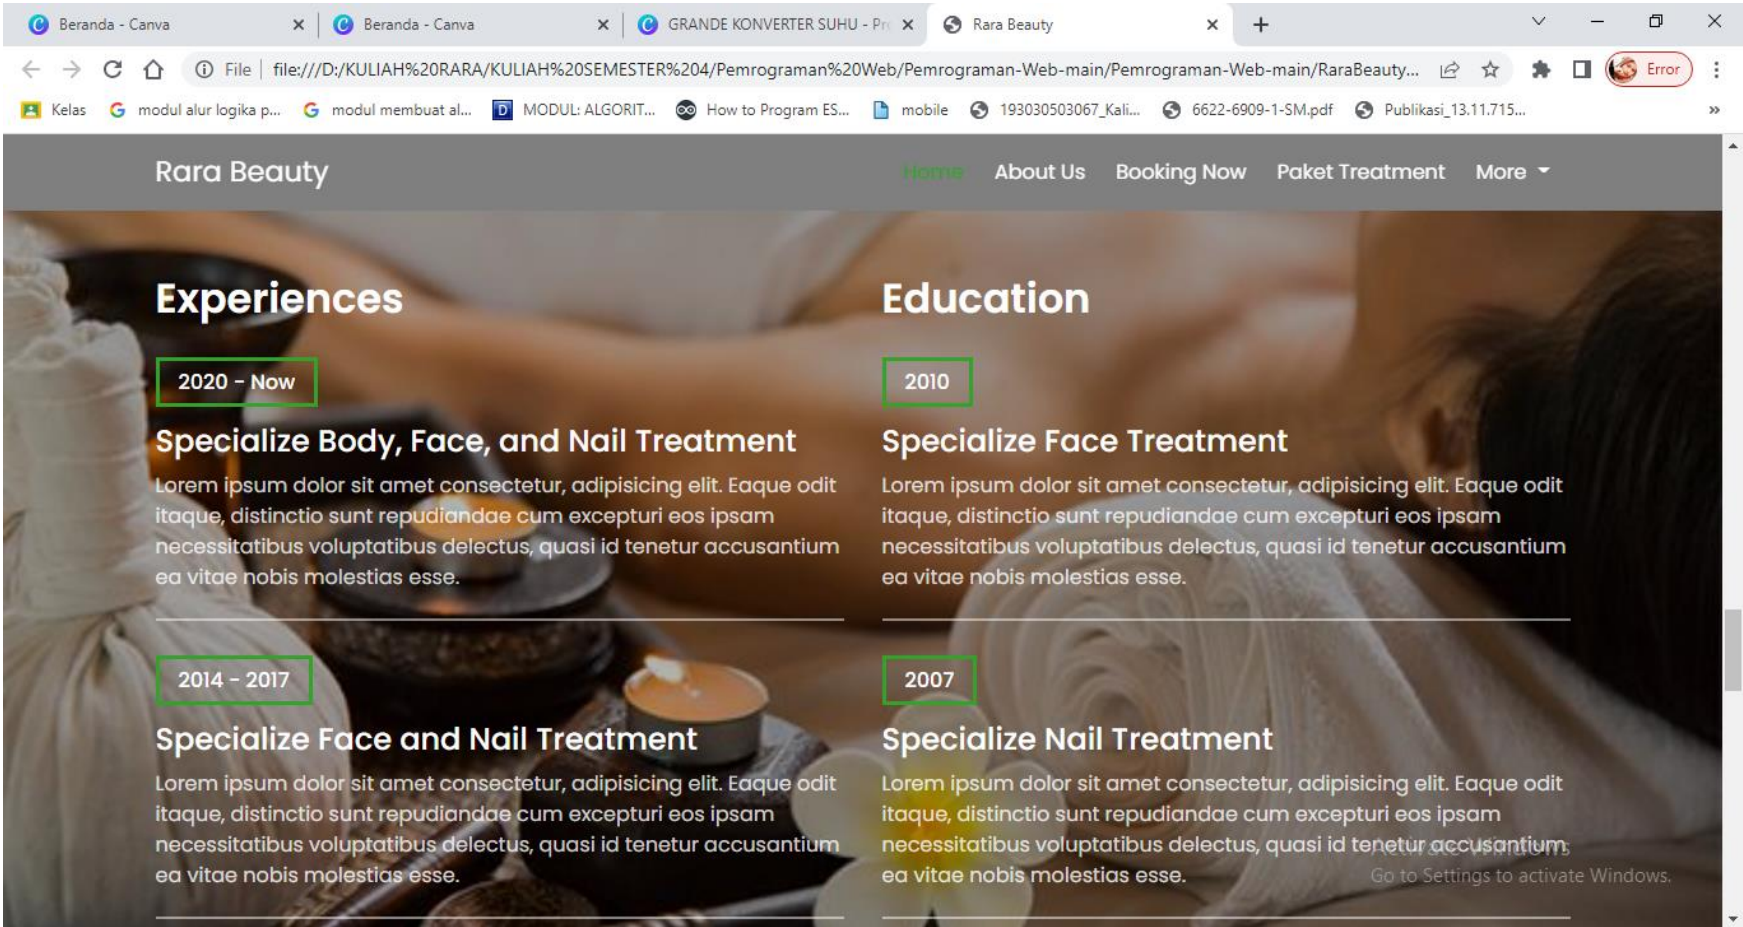 Beranda - Canva
Beranda - Canva
GRANDE KONVERTER SUHU - Pr
Rara Beauty
File
file:///D:/KULIAH%20RARA/KULIAH%20SEMESTER%204/Pemrograman%20Web/Pemrograman-Web-main/Pemrograman-Web-main/RaraBeauty...
Error
Kelas
modul alur logika p...
modul membuat al...
MODUL: ALGORIT...
How to Program ES...
mobile
193030503067_Kali...
6622-6909-1-SM.pdf
Publikasi_13.11.715...
Rara Beauty
Home
About Us
Booking Now
Paket Treatment
More
Experiences
2020 - Now
Specialize Body, Face, and Nail Treatment
Lorem ipsum dolor sit amet consectetur, adipisicing elit. Eaque odit
itaque, distinctio sunt repudiandae cum excepturi eos ipsam
necessitatibus voluptatibus delectus, quasi id tenetur accusantium
ea vitae nobis molestias esse.
2014 - 2017
Specialize Face and Nail Treatment
Lorem ipsum dolor sit amet consectetur, adipisicing elit. Eaque odit
itaque, distinctio sunt repudiandae cum excepturi eos ipsam
necessitatibus voluptatibus delectus, quasi id tenetur accusantium
ea vitae nobis molestias esse.
Education
2010
Specialize Face Treatment
Lorem ipsum dolor sit amet consectetur, adipisicing elit. Eaque odit
itaque, distinctio sunt repudiandae cum excepturi eos ipsam
necessitatibus voluptatibus delectus, quasi id tenetur accusantium
ea vitae nobis molestias esse.
2007
Specialize Nail Treatment
Lorem ipsum dolor sit amet consectetur, adipisicing elit. Eaque odit
itaque, distinctio sunt repudiandae cum excepturi eos ipsam
necessitatibus voluptatibus delectus, quasi id tenetur accusantium
ea vitae nobis molestias esse.
Activate Windows
Go to Settings to activate Windows.